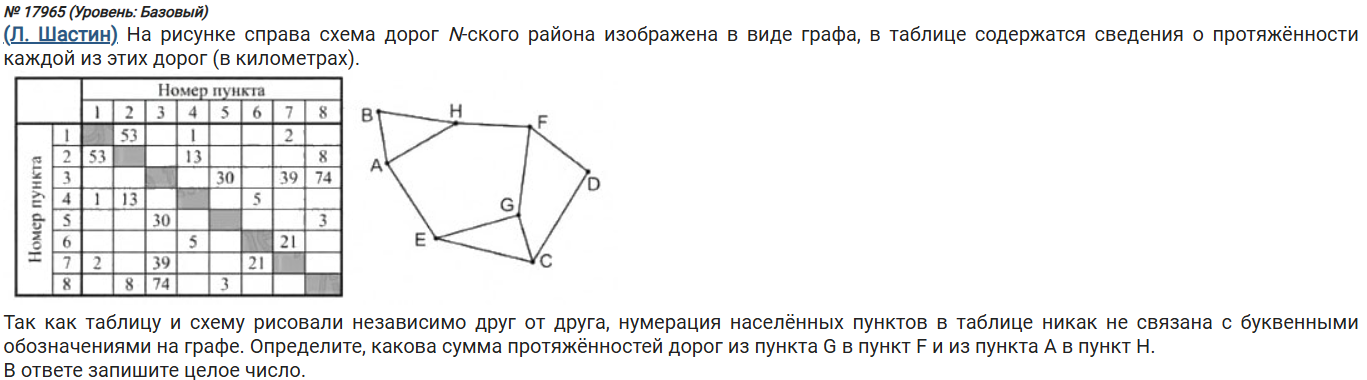 № 17965 (Уровень: Базовый)
(Л. Шастин) На рисунке справа схема дорог N-ского района изображена в виде графа, в таблице содержатся сведения о протяжённости
каждой из этих дорог (в километрах).
Номер пункта
1 2 3 4 5 6 7 8
Номер пункта
1 53 1 2
2 53 13 8
3 30 39 74
4 1 13 5
5 30 3
6 5 21
7 2 39 21
8 8 74 3
B H F
A D
G
E C
Так как таблицу и схему рисовали независимо друг от друга, нумерация населённых пунктов в таблице никак не связана с буквенными
обозначениями на графе. Определите, какова сумма протяжённостей дорог из пункта G в пункт F и из пункта A в пункт H.
В ответе запишите целое число.